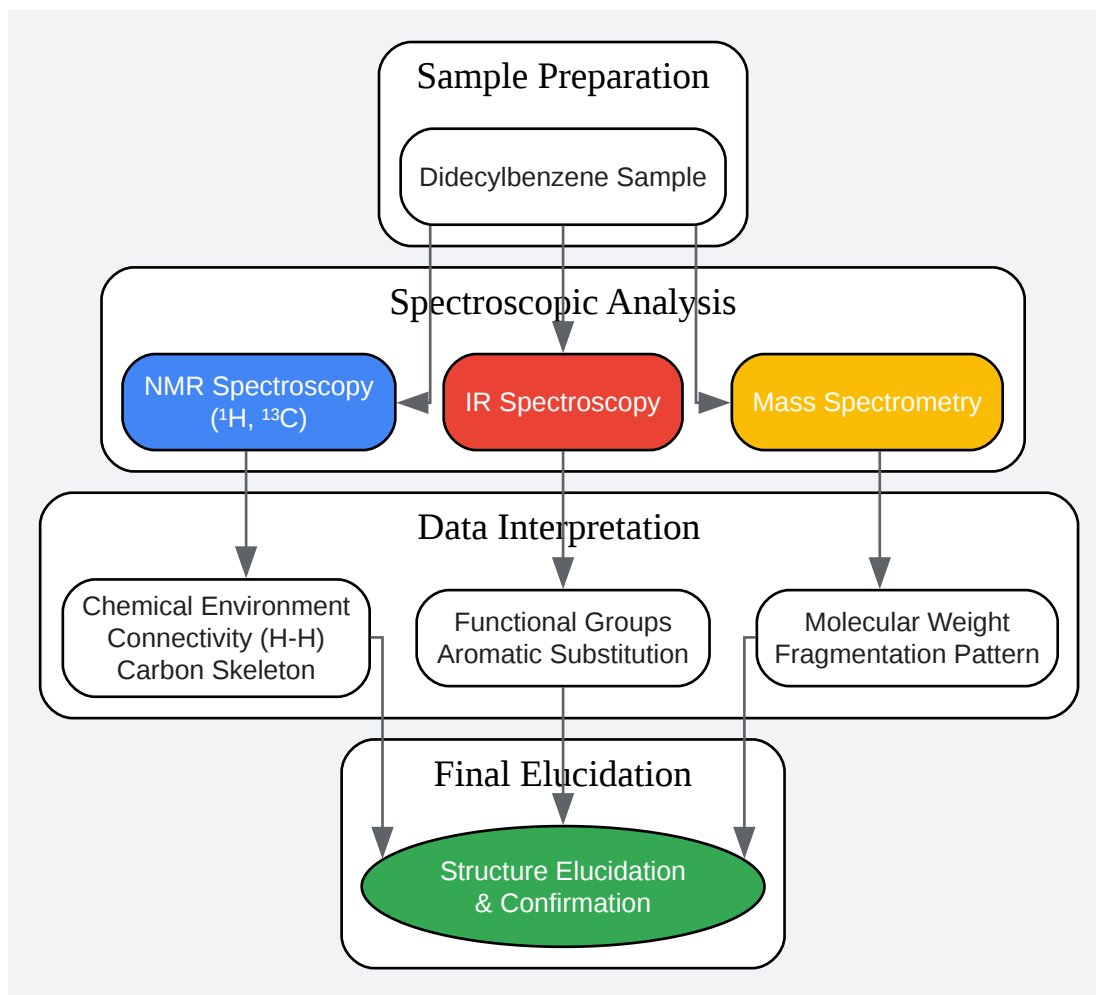 Sample Preparation
Didecylbenzene Sample
Spectroscopic Analysis
NMR Spectroscopy
(¹H, ¹³C)
IR Spectroscopy
Mass Spectrometry
Data Interpretation
Chemical Environment
Connectivity (H-H)
Carbon Skeleton
Functional Groups
Aromatic Substitution
Molecular Weight
Fragmentation Pattern
Final Elucidation
Structure Elucidation
& Confirmation